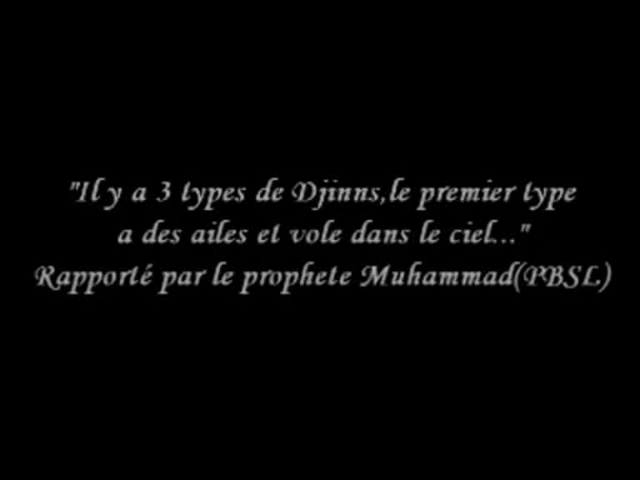 "Il y a 3 types de Djinns,le premier type
a des ailes et vole dans le ciel..."
Rapporté par le prophete Muhammad(PBSL)